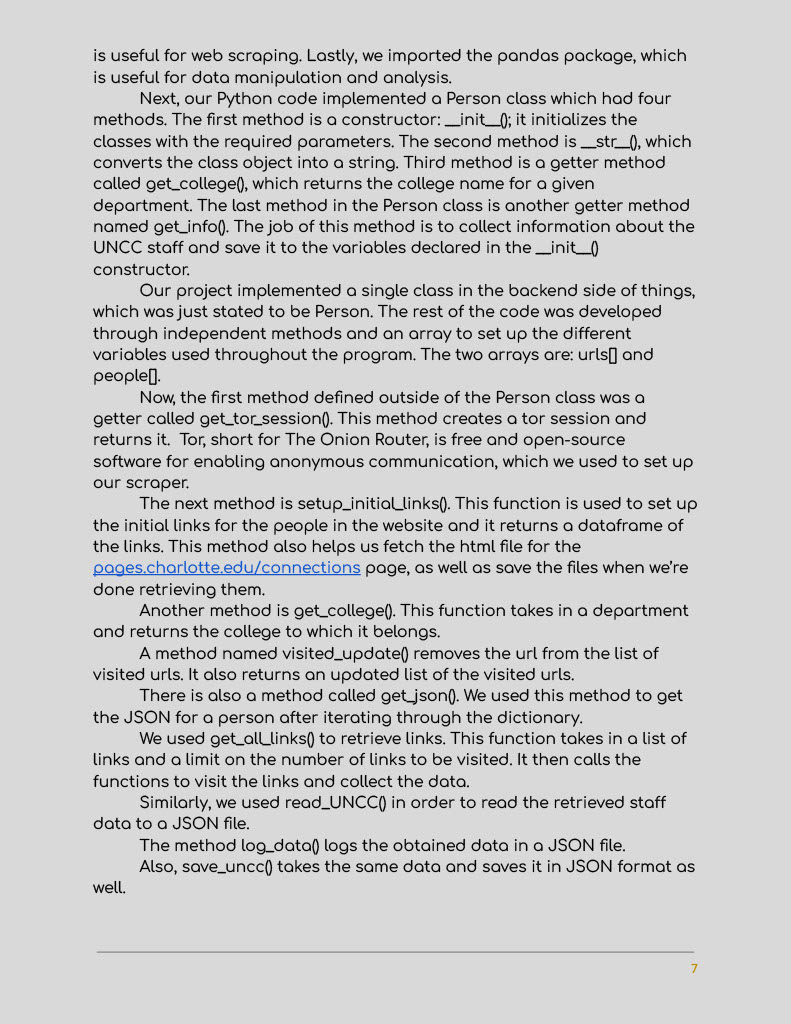 is useful for web scraping. Lastly, we imported the pandas package, which
is useful for data manipulation and analysis.
Next, our Python code implemented a Person class which had four
methods. The first method is a constructor: __init__(); it initializes the
classes with the required parameters. The second method is __str__(), which
converts the class object into a string. Third method is a getter method
called get_college(), which returns the college name for a given
department. The last method in the Person class is another getter method
named get_info(). The job of this method is to collect information about the
UNCC staff and save it to the variables declared in the __init__()
constructor.
Our project implemented a single class in the backend side of things,
which was just stated to be Person. The rest of the code was developed
through independent methods and an array to set up the different
variables used throughout the program. The two arrays are: urls[] and
people[].
Now, the first method defined outside of the Person class was a
getter called get_tor_session(). This method creates a tor session and
returns it.  Tor, short for The Onion Router, is free and open-source
software for enabling anonymous communication, which we used to set up
our scraper.
The next method is setup_initial_links(). This function is used to set up
the initial links for the people in the website and it returns a dataframe of
the links. This method also helps us fetch the html file for the
pages.charlotte.edu/connections page, as well as save the files when we’re
done retrieving them.
Another method is get_college(). This function takes in a department
and returns the college to which it belongs.
A method named visited_update() removes the url from the list of
visited urls. It also returns an updated list of the visited urls.
There is also a method called get_json(). We used this method to get
the JSON for a person after iterating through the dictionary.
We used get_all_links() to retrieve links. This function takes in a list of
links and a limit on the number of links to be visited. It then calls the
functions to visit the links and collect the data.
Similarly, we used read_UNCC() in order to read the retrieved staff
data to a JSON file.
The method log_data() logs the obtained data in a JSON file.
Also, save_uncc() takes the same data and saves it in JSON format as
well.
7